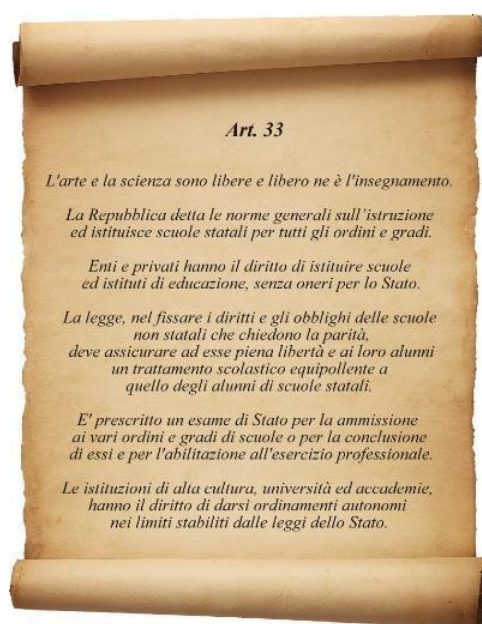 Art. 33
L'arte e la scienza sono libere e libero ne è l'insegnamento.
La Repubblica detta le norme generali sull'istruzione
ed istituisce scuole statali per tutti gli ordini e gradi.
Enti e privati hanno il diritto di istituire scuole
ed istituti di educazione, senza oneri per lo Stato.
La legge, nel fissare i diritti e gli obblighi delle scuole
non statali che chiedono la parità,
deve assicurare ad esse piena libertà e ai loro alunni
un trattamento scolastico equipollente a
quello degli alunni di scuole statali.
E' prescritto un esame di Stato per la ammissione
ai vari ordini e gradi di scuole o per la conclusione
di essi e per l'abilitazione all'esercizio professionale.
Le istituzioni di alta cultura, università ed accademie,
hanno il diritto di darsi ordinamenti autonomi
nei limiti stabiliti dalle leggi dello Stato.